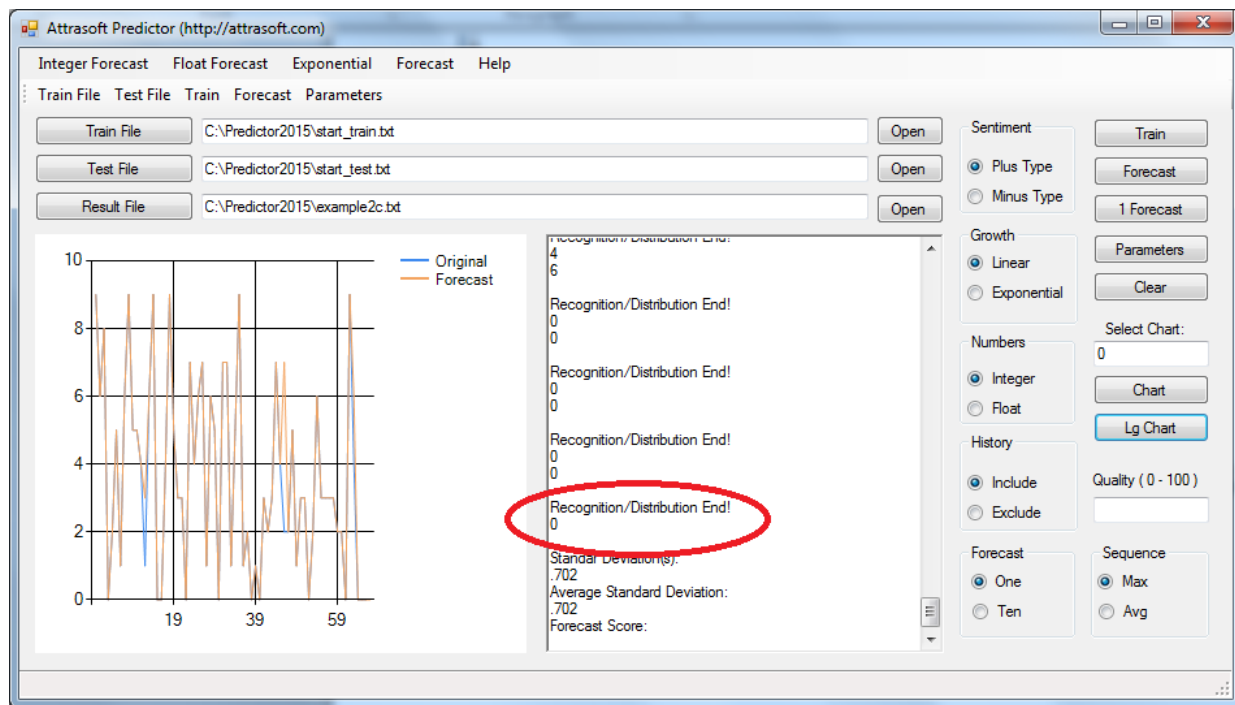 Attrasoft Predictor (http://attrasoft.com)
Integer Forecast Float Forecast Exponential Forecast Help
Train File Test File Train Forecast Parameters
Train File C:\Predictor2015\start_train.txt Open
Test File C:\Predictor2015\start_test.txt Open
Result File C:\Predictor2015\example2c.txt Open
Sentiment
Plus Type
Minus Type
Growth
Linear
Exponential
Numbers
Integer
Float
History
Include
Exclude
Forecast
One
Ten
Train
Forecast
1 Forecast
Parameters
Clear
Select Chart:
0
Chart
Lg Chart
Quality ( 0 - 100 )
Sequence
Max
Avg
10
8
6
4
2
0
19 39 59
Original
Forecast
Recognition/Distribution End!
4
6
Recognition/Distribution End!
0
0
Recognition/Distribution End!
0
0
Recognition/Distribution End!
0
0
Recognition/Distribution End!
0
Standar Deviation(s):
.702
Average Standard Deviation:
.702
Forecast Score: